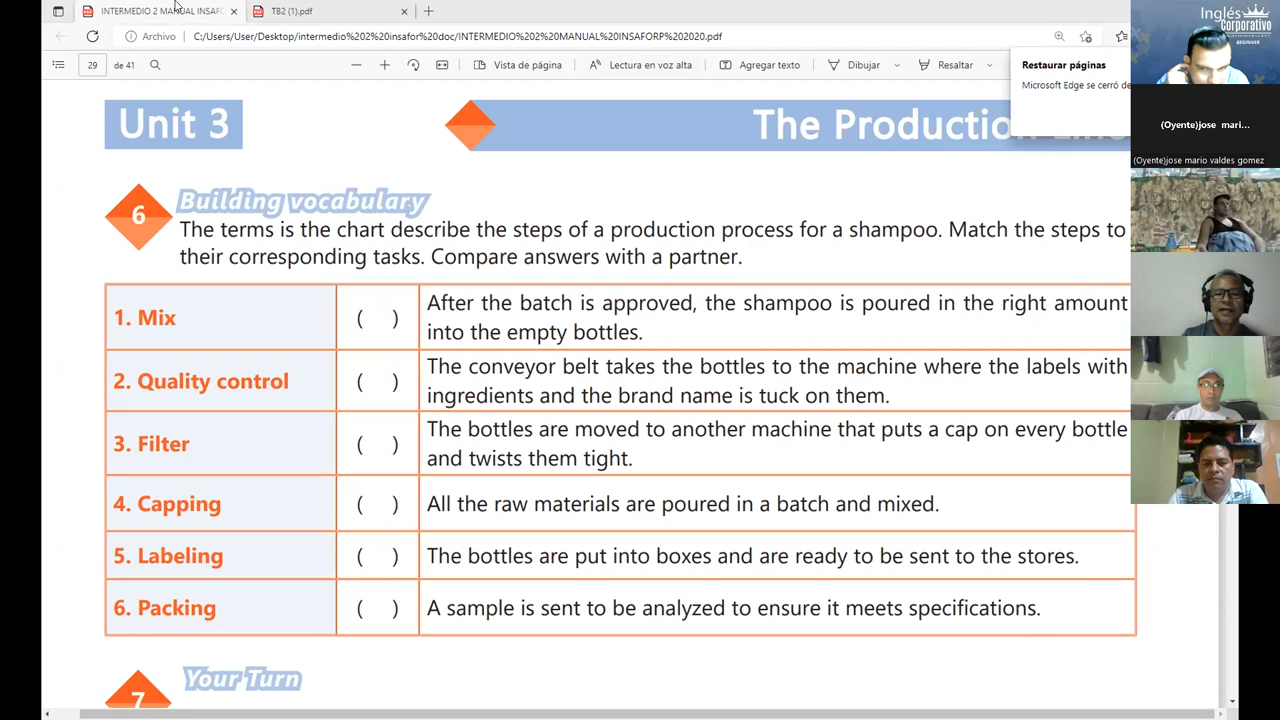 INTERMEDIO 2 MANUAL INSAFO
TB2 (1).pdf
Archivo
C:/Users/User/Desktop/intermedio%202%20insafor%20doc/INTERMEDIO%202%20MANUAL%20INSAFORP%202020.pdf
29 de 41
Vista de página
Lectura en voz alta
Agregar texto
Dibujar
Resaltar
Restaurar páginas
Microsoft Edge se cerró de
Inglés
Corporativo
BEGINNER
(Oyente)jose mari...
(Oyente)jose mario valdes gomez
Unit 3
The Production Line
6
Building vocabulary
The terms is the chart describe the steps of a production process for a shampoo. Match the steps to
their corresponding tasks. Compare answers with a partner.
1. Mix ( ) After the batch is approved, the shampoo is poured in the right amount
into the empty bottles.
2. Quality control ( ) The conveyor belt takes the bottles to the machine where the labels with
ingredients and the brand name is tuck on them.
3. Filter ( ) The bottles are moved to another machine that puts a cap on every bottle
and twists them tight.
4. Capping ( ) All the raw materials are poured in a batch and mixed.
5. Labeling ( ) The bottles are put into boxes and are ready to be sent to the stores.
6. Packing ( ) A sample is sent to be analyzed to ensure it meets specifications.
7
Your Turn